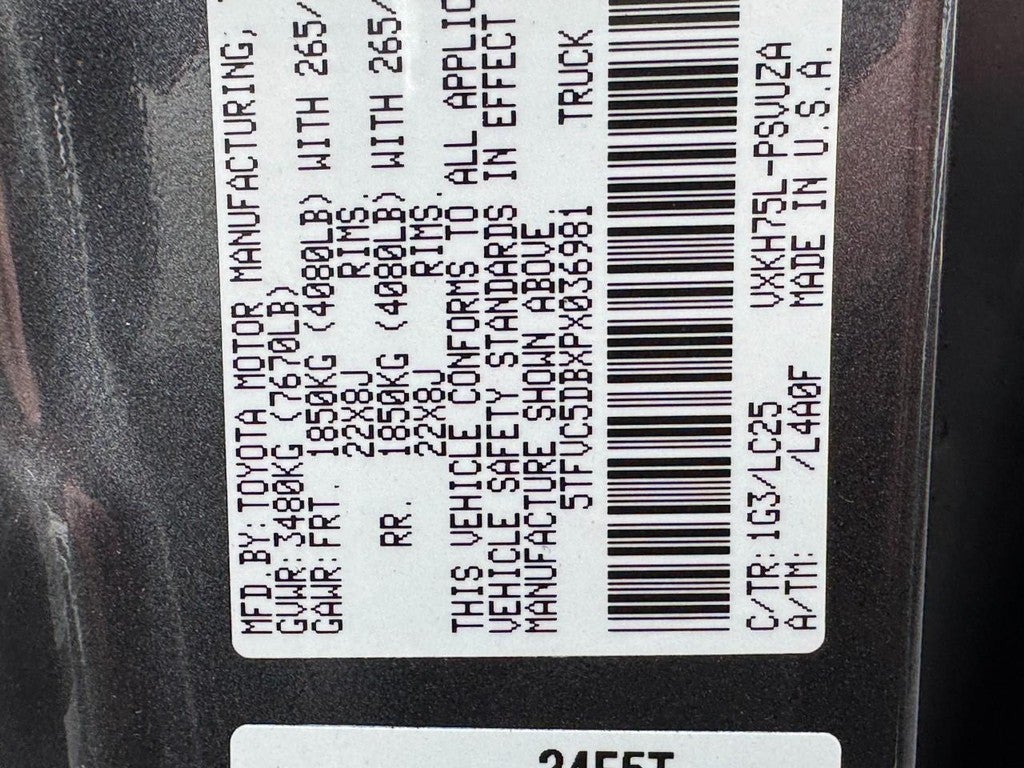 MFD.BY:TOYOTA MOTOR MANUFACTURING,
GVWR:3480KG (7670LB)
GAWR:FRT. 1850KG (4080LB) WITH 265/
22X8J RIMS
RR. 1850KG (4080LB) WITH 265/
22X8J RIMS.
THIS VEHICLE CONFORMS TO ALL APPLIC
VEHICLE SAFETY STANDARDS IN EFFECT
MANUFACTURE SHOWN ABOVE.
5TFVC5DBXPX036981 TRUCK
C/TR:1G3/LC25 VXKH75L-PSVUZA
A/TM: /L4A0F MADE IN U.S.A.